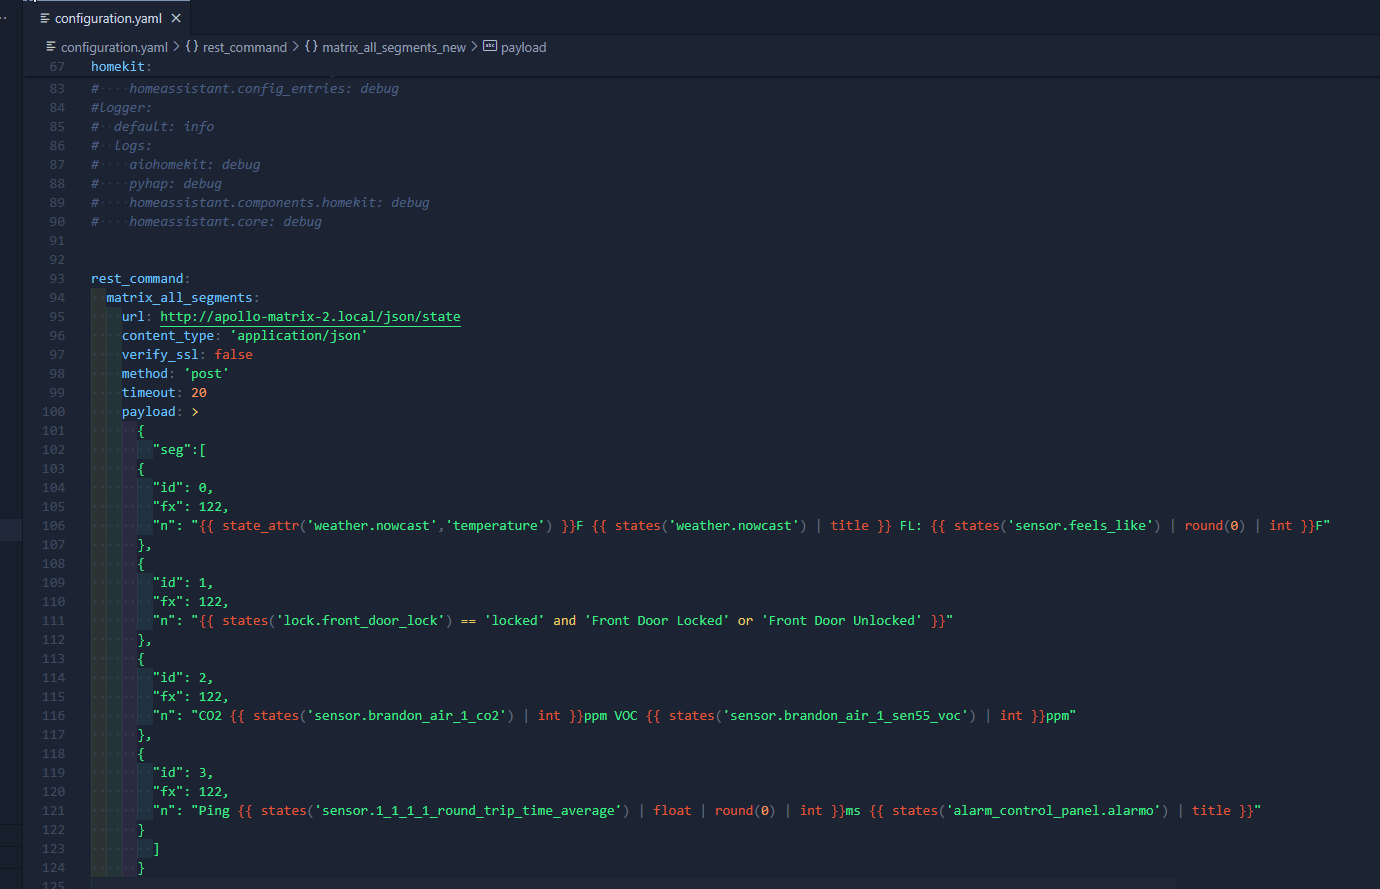 configuration.yaml ×
configuration.yaml > {} rest_command > {} matrix_all_segments_new > abc payload
67 homekit:
83 #    homeassistant.config_entries: debug
84 #logger:
85 #  default: info
86 #  logs:
87 #    aiohomekit: debug
88 #    pyhap: debug
89 #    homeassistant.components.homekit: debug
90 #    homeassistant.core: debug
91
92
93 rest_command:
94   matrix_all_segments:
95     url: http://apollo-matrix-2.local/json/state
96     content_type: 'application/json'
97     verify_ssl: false
98     method: 'post'
99     timeout: 20
100     payload: >
101       {
102         "seg":[
103       {
104         "id": 0,
105         "fx": 122,
106         "n": "{{ state_attr('weather.nowcast','temperature') }}F {{ states('weather.nowcast') | title }} FL: {{ states('sensor.feels_like') | round(0) | int }}F"
107       },
108       {
109         "id": 1,
110         "fx": 122,
111         "n": "{{ states('lock.front_door_lock') == 'locked' and 'Front Door Locked' or 'Front Door Unlocked' }}"
112       },
113       {
114         "id": 2,
115         "fx": 122,
116         "n": "CO2 {{ states('sensor.brandon_air_1_co2') | int }}ppm VOC {{ states('sensor.brandon_air_1_sen55_voc') | int }}ppm"
117       },
118       {
119         "id": 3,
120         "fx": 122,
121         "n": "Ping {{ states('sensor.1_1_1_1_round_trip_time_average') | float | round(0) | int }}ms {{ states('alarm_control_panel.alarmo') | title }}"
122       }
123         ]
124       }
125